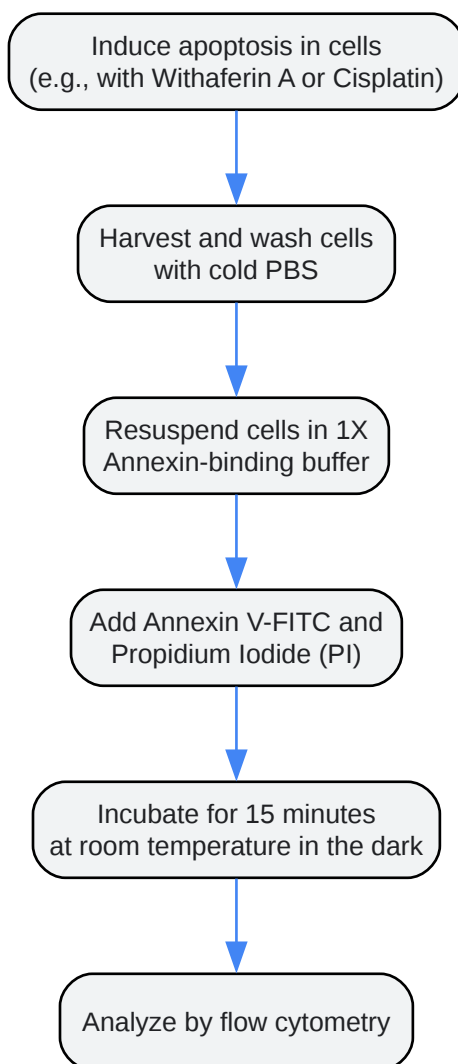 Induce apoptosis in cells
(e.g., with Withaferin A or Cisplatin)
Harvest and wash cells
with cold PBS
Resuspend cells in 1X
Annexin-binding buffer
Add Annexin V-FITC and
Propidium Iodide (PI)
Incubate for 15 minutes
at room temperature in the dark
Analyze by flow cytometry